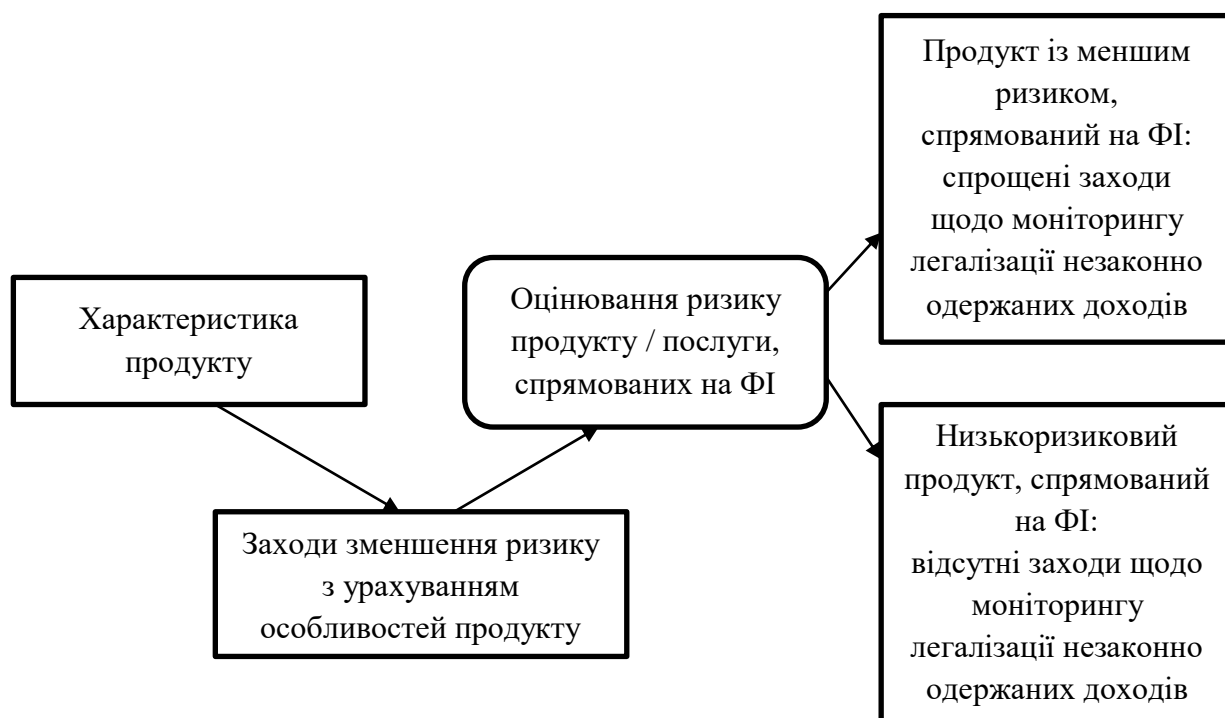 Характеристика
продукту
Заходи зменшення ризику
з урахуванням
особливостей продукту
Оцінювання ризику
продукту / послуги,
спрямованих на ФІ
Продукт із меншим
ризиком,
спрямований на ФІ:
спрощені заходи
щодо моніторингу
легалізації незаконно
одержаних доходів
Низькоризиковий
продукт, спрямований
на ФІ:
відсутні заходи щодо
моніторингу
легалізації незаконно
одержаних доходів